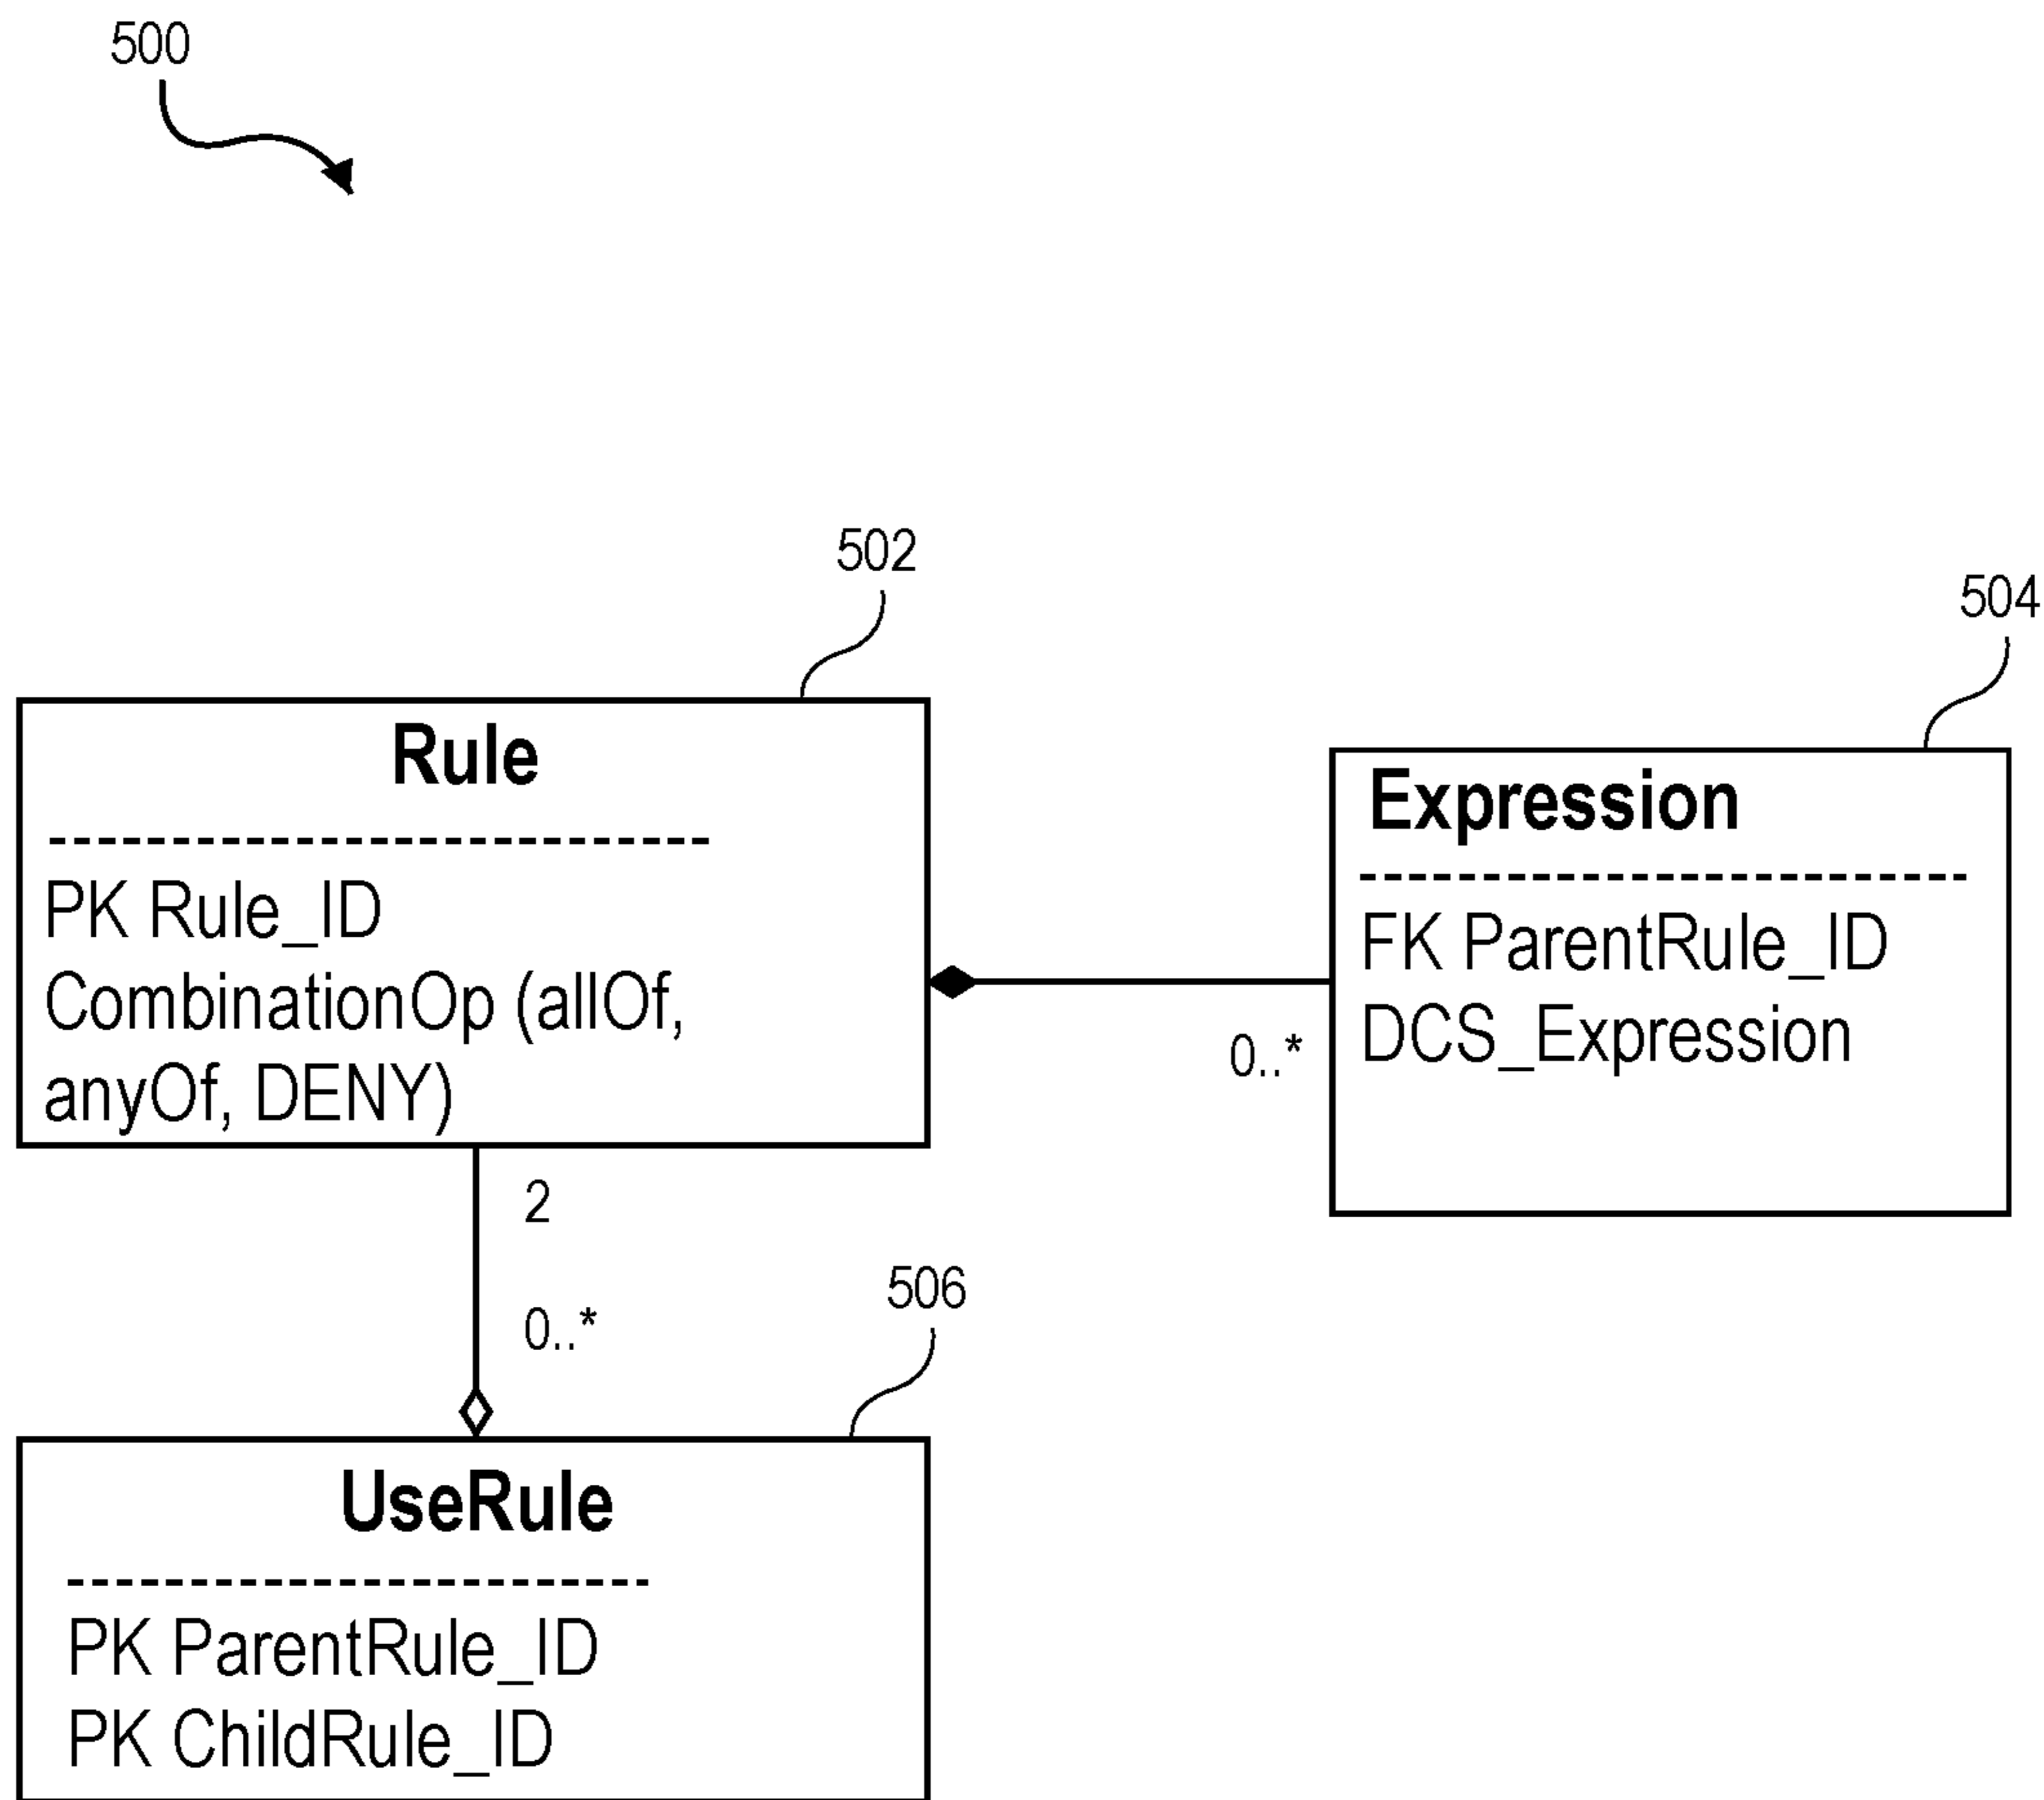 500
502
504
Rule
PK Rule_ID
CombinationOp (allOf,
anyOf, DENY)
Expression
FK ParentRule_ID
DCS_Expression
0..*
2
0..*
506
UseRule
PK ParentRule_ID
PK ChildRule_ID